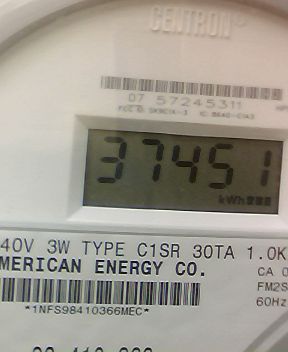 CENTRON®
07 57245311
37451
kWh
40V 3W TYPE C1SR 30TA 1.0K
MERICAN ENERGY CO.
CA 0
FM2S
60Hz
*1NFS98410366MEC*